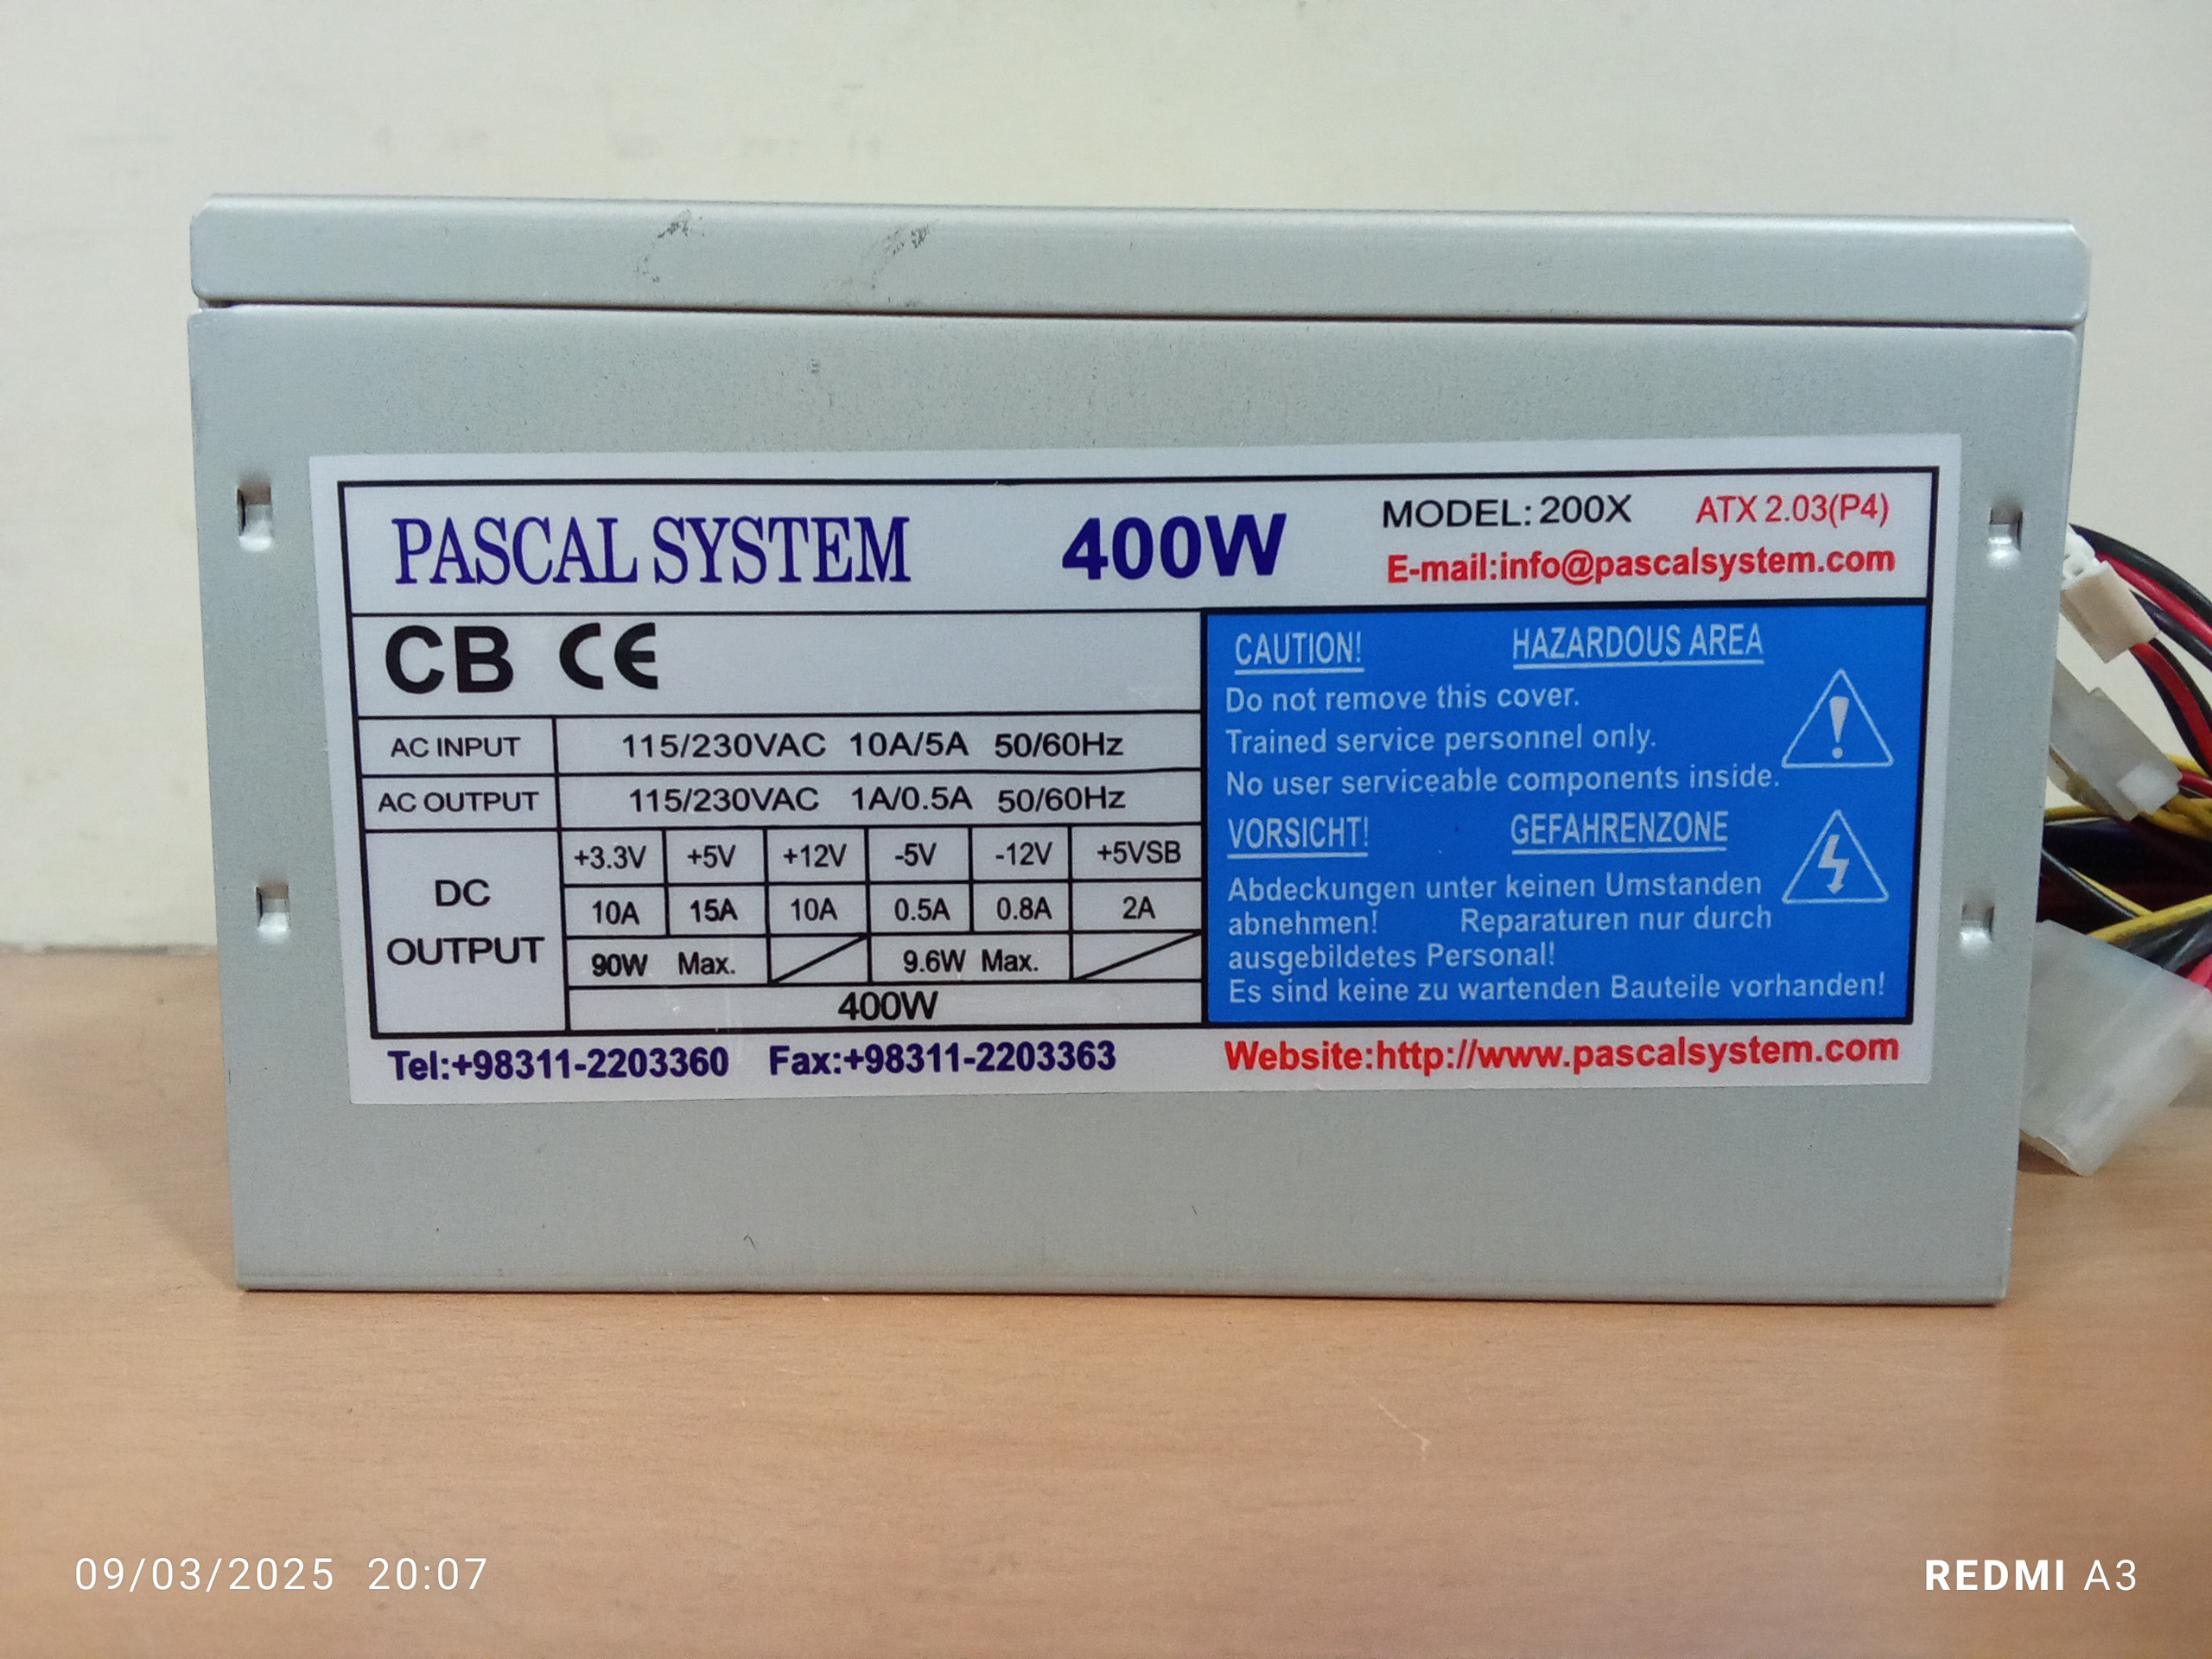 PASCAL SYSTEM 400W MODEL: 200X ATX 2.03(P4)
E-mail:info@pascalsystem.com
CB CE
AC INPUT 115/230VAC 10A/5A 50/60Hz
AC OUTPUT 115/230VAC 1A/0.5A 50/60Hz
DC OUTPUT
+3.3V +5V +12V -5V -12V +5VSB
10A 15A 10A 0.5A 0.8A 2A
90W Max. 9.6W Max.
400W
CAUTION! HAZARDOUS AREA
Do not remove this cover.
Trained service personnel only.
No user serviceable components inside.
VORSICHT! GEFAHRENZONE
Abdeckungen unter keinen Umstanden
abnehmen! Reparaturen nur durch
ausgebildetes Personal!
Es sind keine zu wartenden Bauteile vorhanden!
Tel:+98311-2203360 Fax:+98311-2203363 Website:http://www.pascalsystem.com
09/03/2025 20:07
REDMI A3